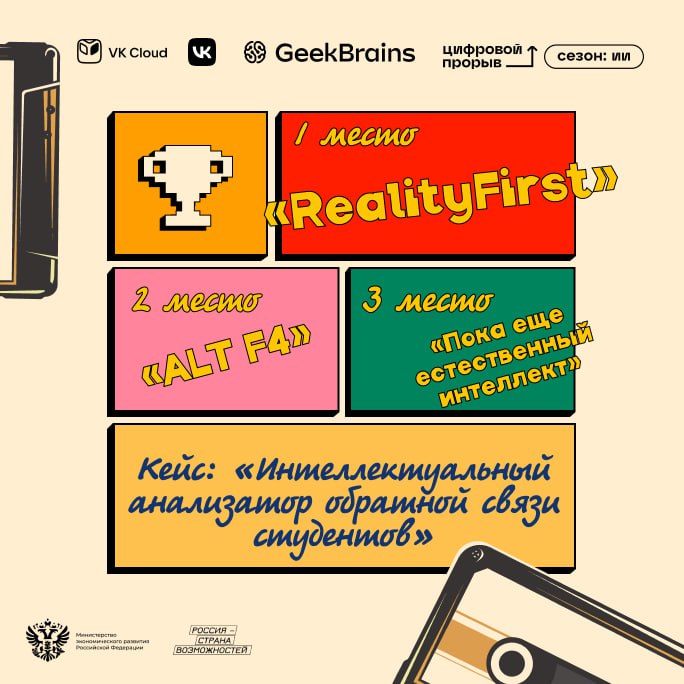 VK Cloud
VK
GeekBrains
цифровой
прорыв
сезон: ИИ
1 место
«RealityFirst»
2 место
«ALT F4»
3 место
«Пока еще
естественный
интеллект»
Кейс: «Интеллектуальный
анализатор обратной связи
студентов»
Министерство
экономического развития
Российской Федерации
РОССИЯ –
СТРАНА
ВОЗМОЖНОСТЕЙ